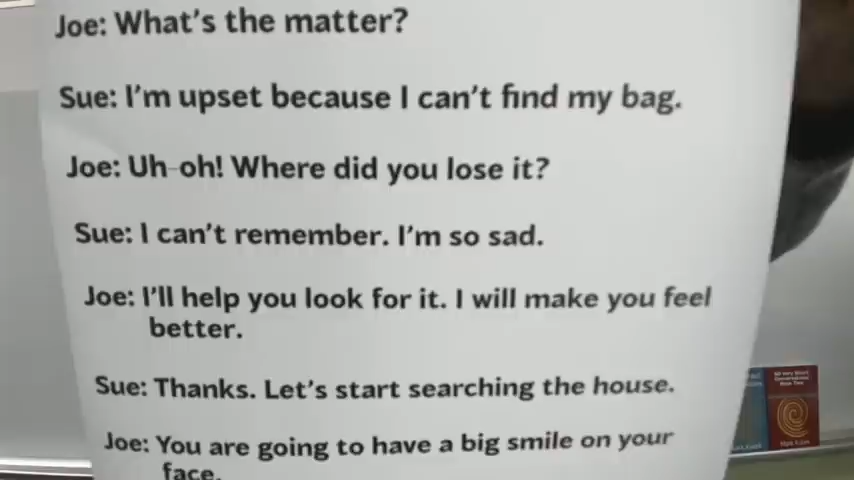 Joe: What's the matter?
Sue: I'm upset because I can't find my bag.
Joe: Uh-oh! Where did you lose it?
Sue: I can't remember. I'm so sad.
Joe: I'll help you look for it. I will make you feel
better.
Sue: Thanks. Let's start searching the house.
Joe: You are going to have a big smile on your
face.